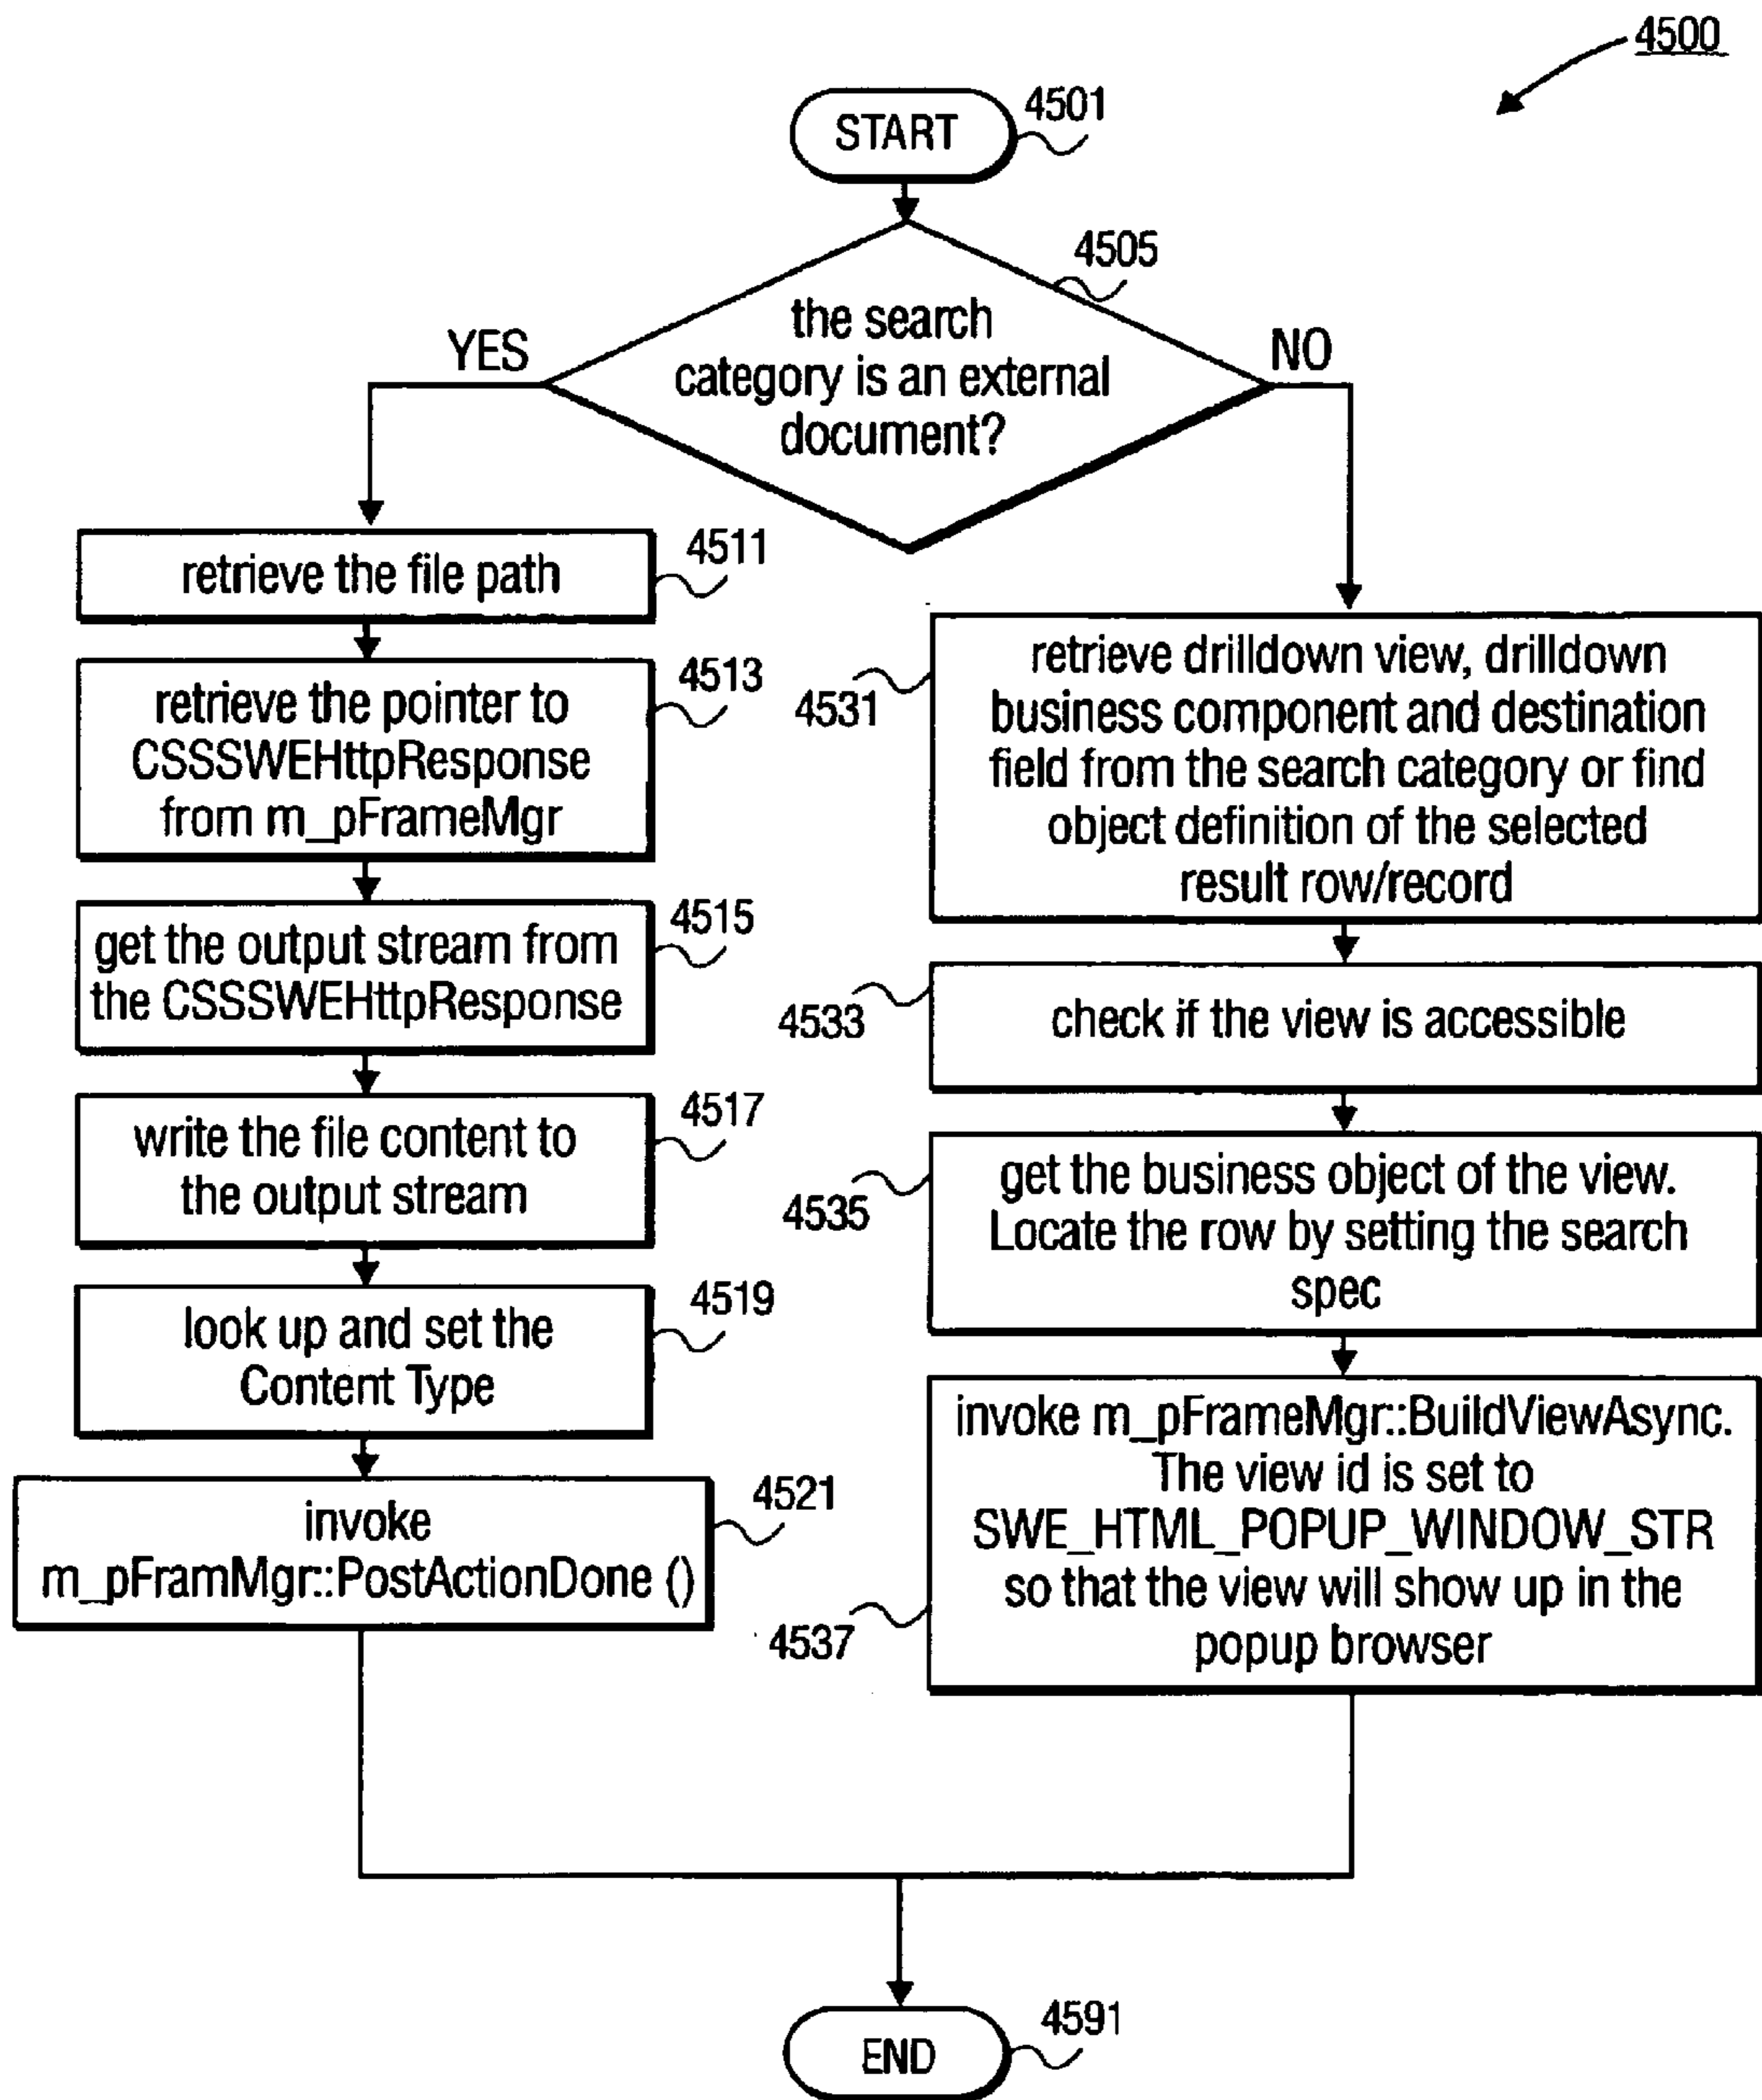 4500
START
4501
4505
the search
category is an external
document?
YES
NO
retrieve the file path
4511
retrieve the pointer to
CSSSWEHttpResponse
from m_pFrameMgr
4513
get the output stream from
the CSSSWEHttpResponse
4515
write the file content to
the output stream
4517
look up and set the
Content Type
4519
invoke
m_pFramMgr::PostActionDone ()
4521
retrieve drilldown view, drilldown
business component and destination
field from the search category or find
object definition of the selected
result row/record
4531
check if the view is accessible
4533
get the business object of the view.
Locate the row by setting the search
spec
4535
invoke m_pFrameMgr::BuildViewAsync.
The view id is set to
SWE_HTML_POPUP_WINDOW_STR
so that the view will show up in the
popup browser
4537
END
4591